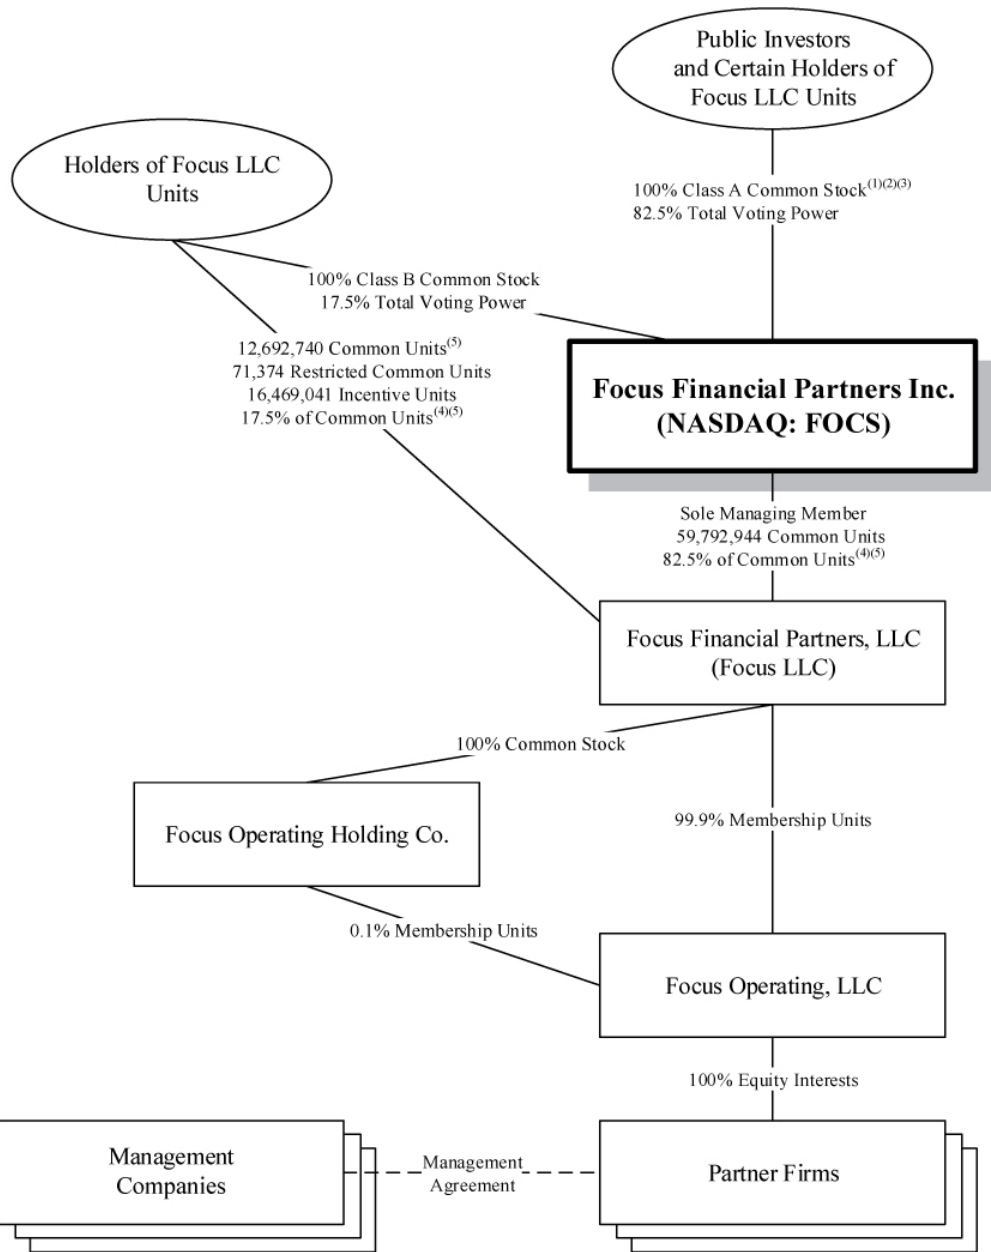 Public Investors
and Certain Holders of
Focus LLC Units
Holders of Focus LLC
Units
100% Class A Common Stock(1)(2)(3)
82.5% Total Voting Power
100% Class B Common Stock
17.5% Total Voting Power
12,692,740 Common Units(5)
71,374 Restricted Common Units
16,469,041 Incentive Units
17.5% of Common Units(4)(5)
Focus Financial Partners Inc.
(NASDAQ: FOCS)
Sole Managing Member
59,792,944 Common Units
82.5% of Common Units(4)(5)
Focus Financial Partners, LLC
(Focus LLC)
100% Common Stock
Focus Operating Holding Co.
99.9% Membership Units
0.1% Membership Units
Focus Operating, LLC
100% Equity Interests
Management
Companies
Management
Agreement
Partner Firms